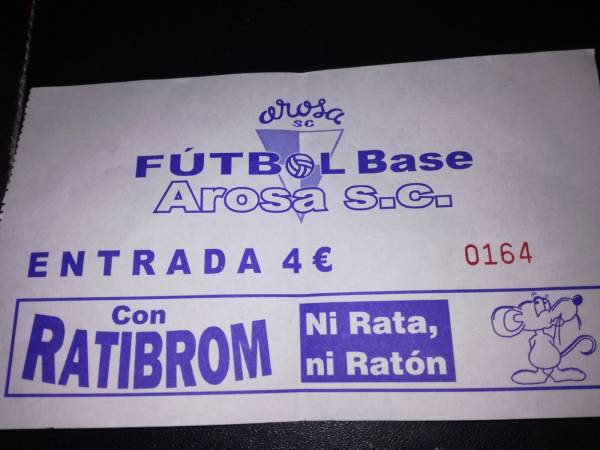 arosa
SC
FÚTBOL Base
Arosa s.c.
ENTRADA 4 €
0164
Con
RATIBROM
Ni Rata,
ni Ratón